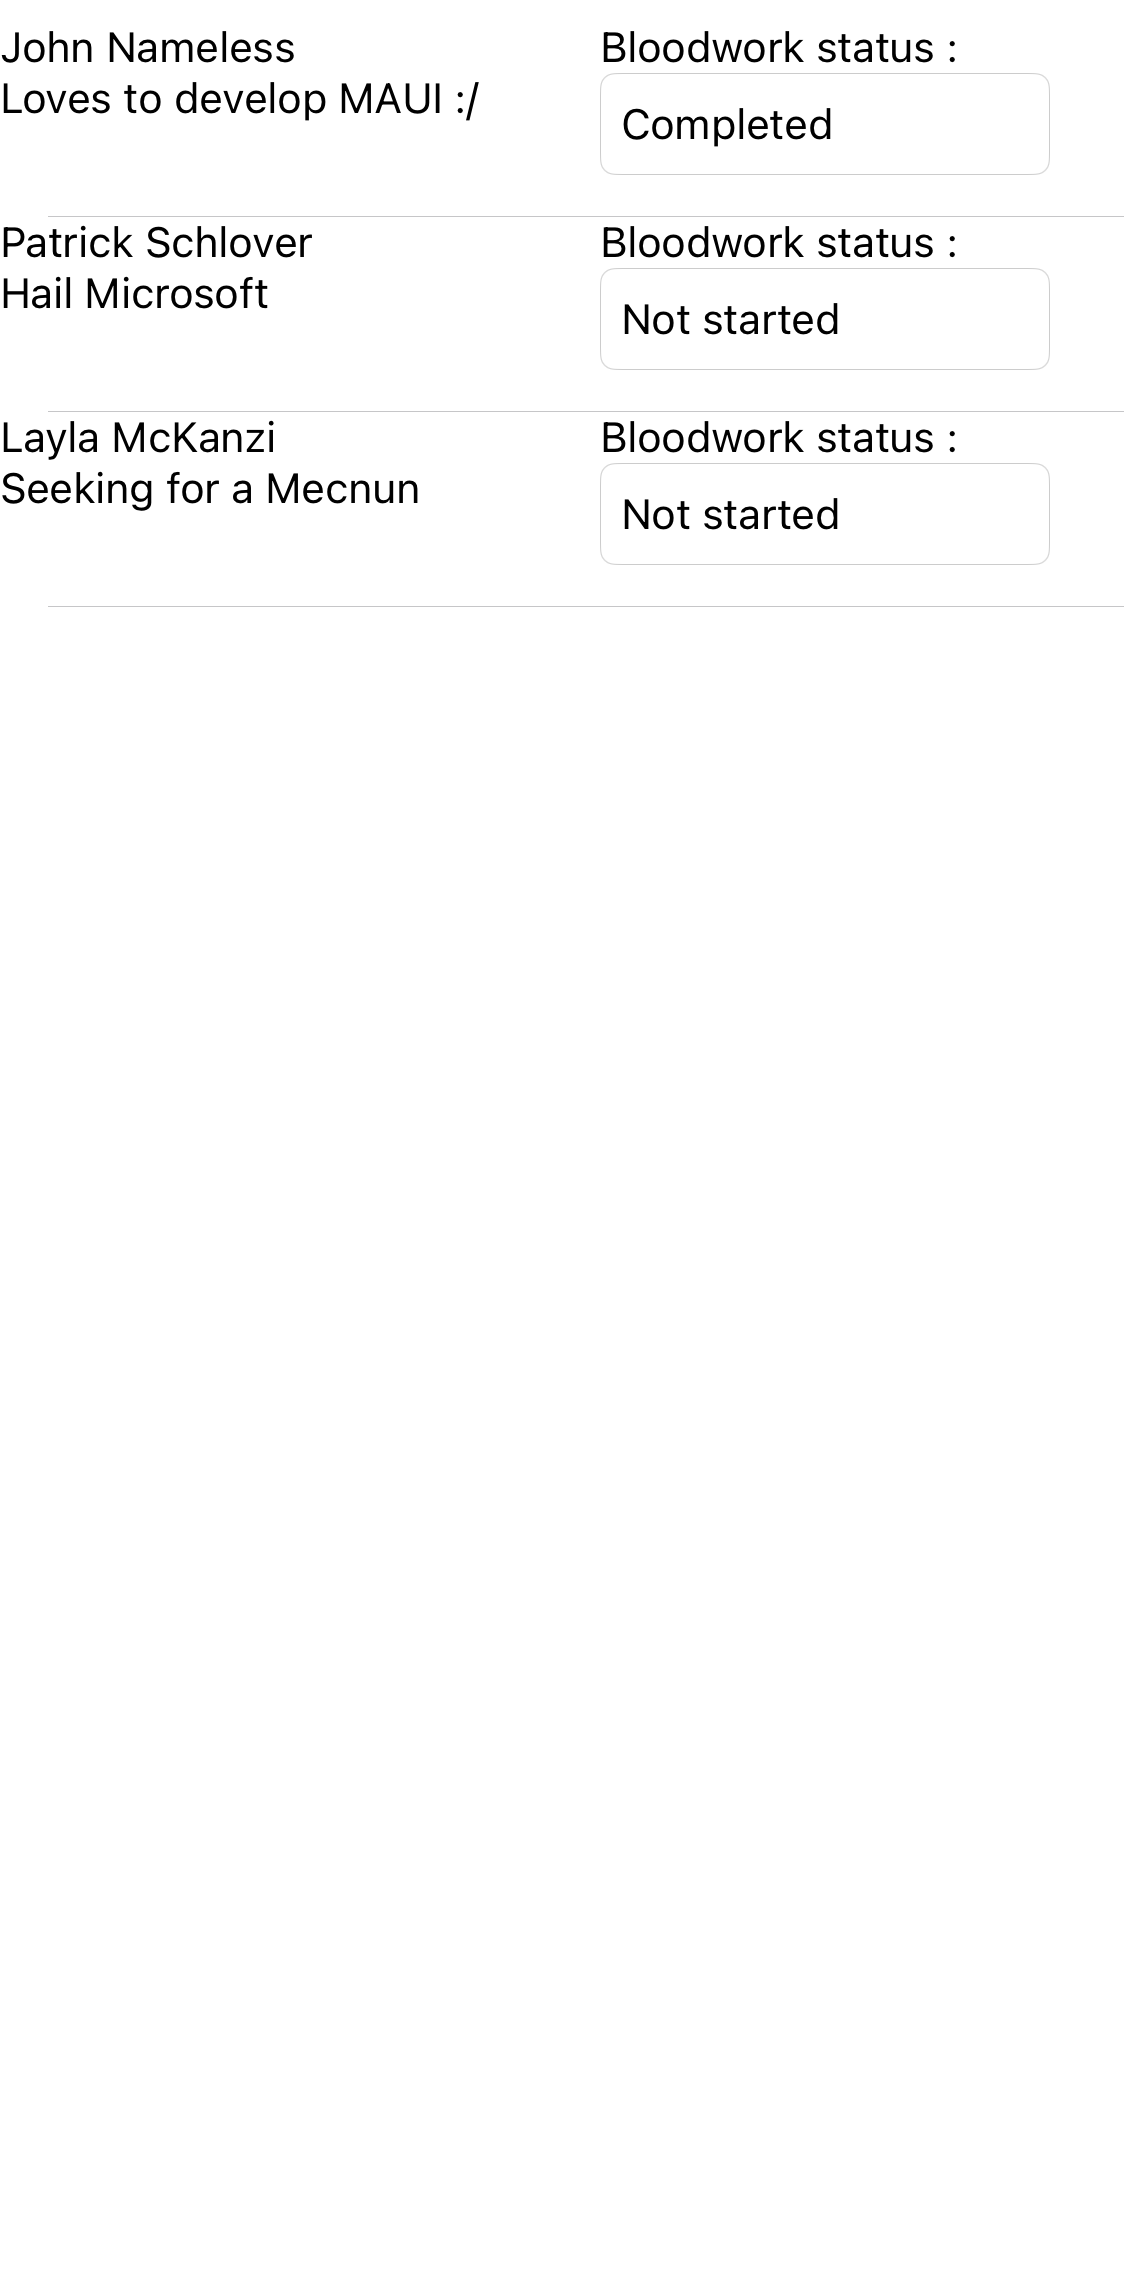 John Nameless
Loves to develop MAUI :/
Bloodwork status :
Completed
Patrick Schlover
Hail Microsoft
Bloodwork status :
Not started
Layla McKanzi
Seeking for a Mecnun
Bloodwork status :
Not started